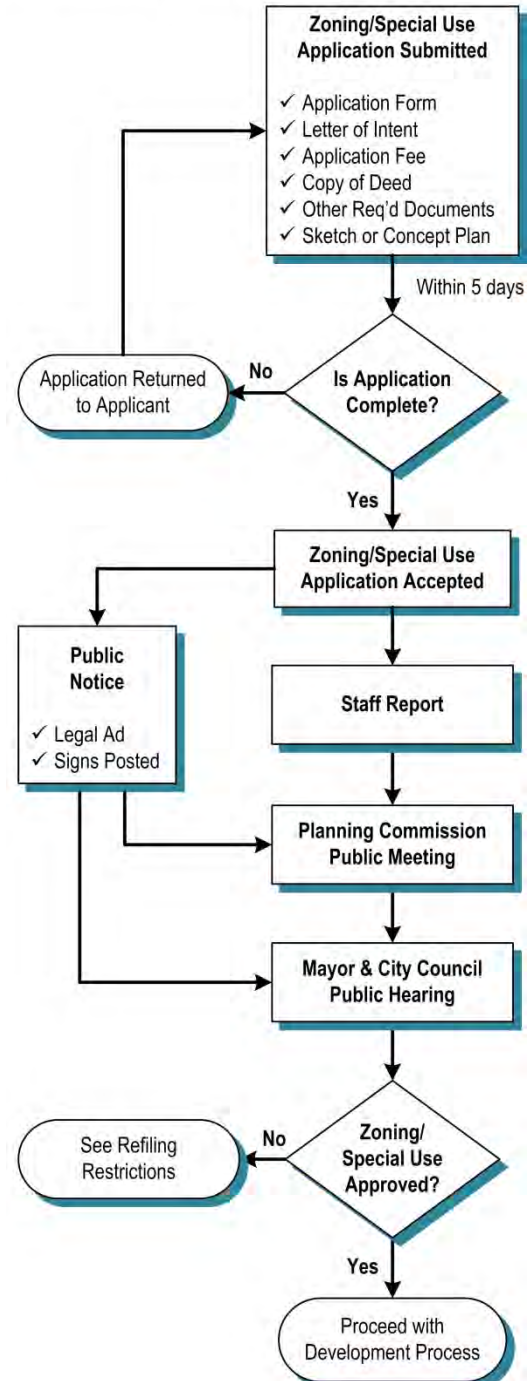 Zoning/Special Use
Application Submitted
✓ Application Form
✓ Letter of Intent
✓ Application Fee
✓ Copy of Deed
✓ Other Req'd Documents
✓ Sketch or Concept Plan
Within 5 days
Is Application
Complete?
No
Application Returned
to Applicant
Yes
Zoning/Special Use
Application Accepted
Public
Notice
✓ Legal Ad
✓ Signs Posted
Staff Report
Planning Commission
Public Meeting
Mayor & City Council
Public Hearing
Zoning/
Special Use
Approved?
No
See Refiling
Restrictions
Yes
Proceed with
Development Process